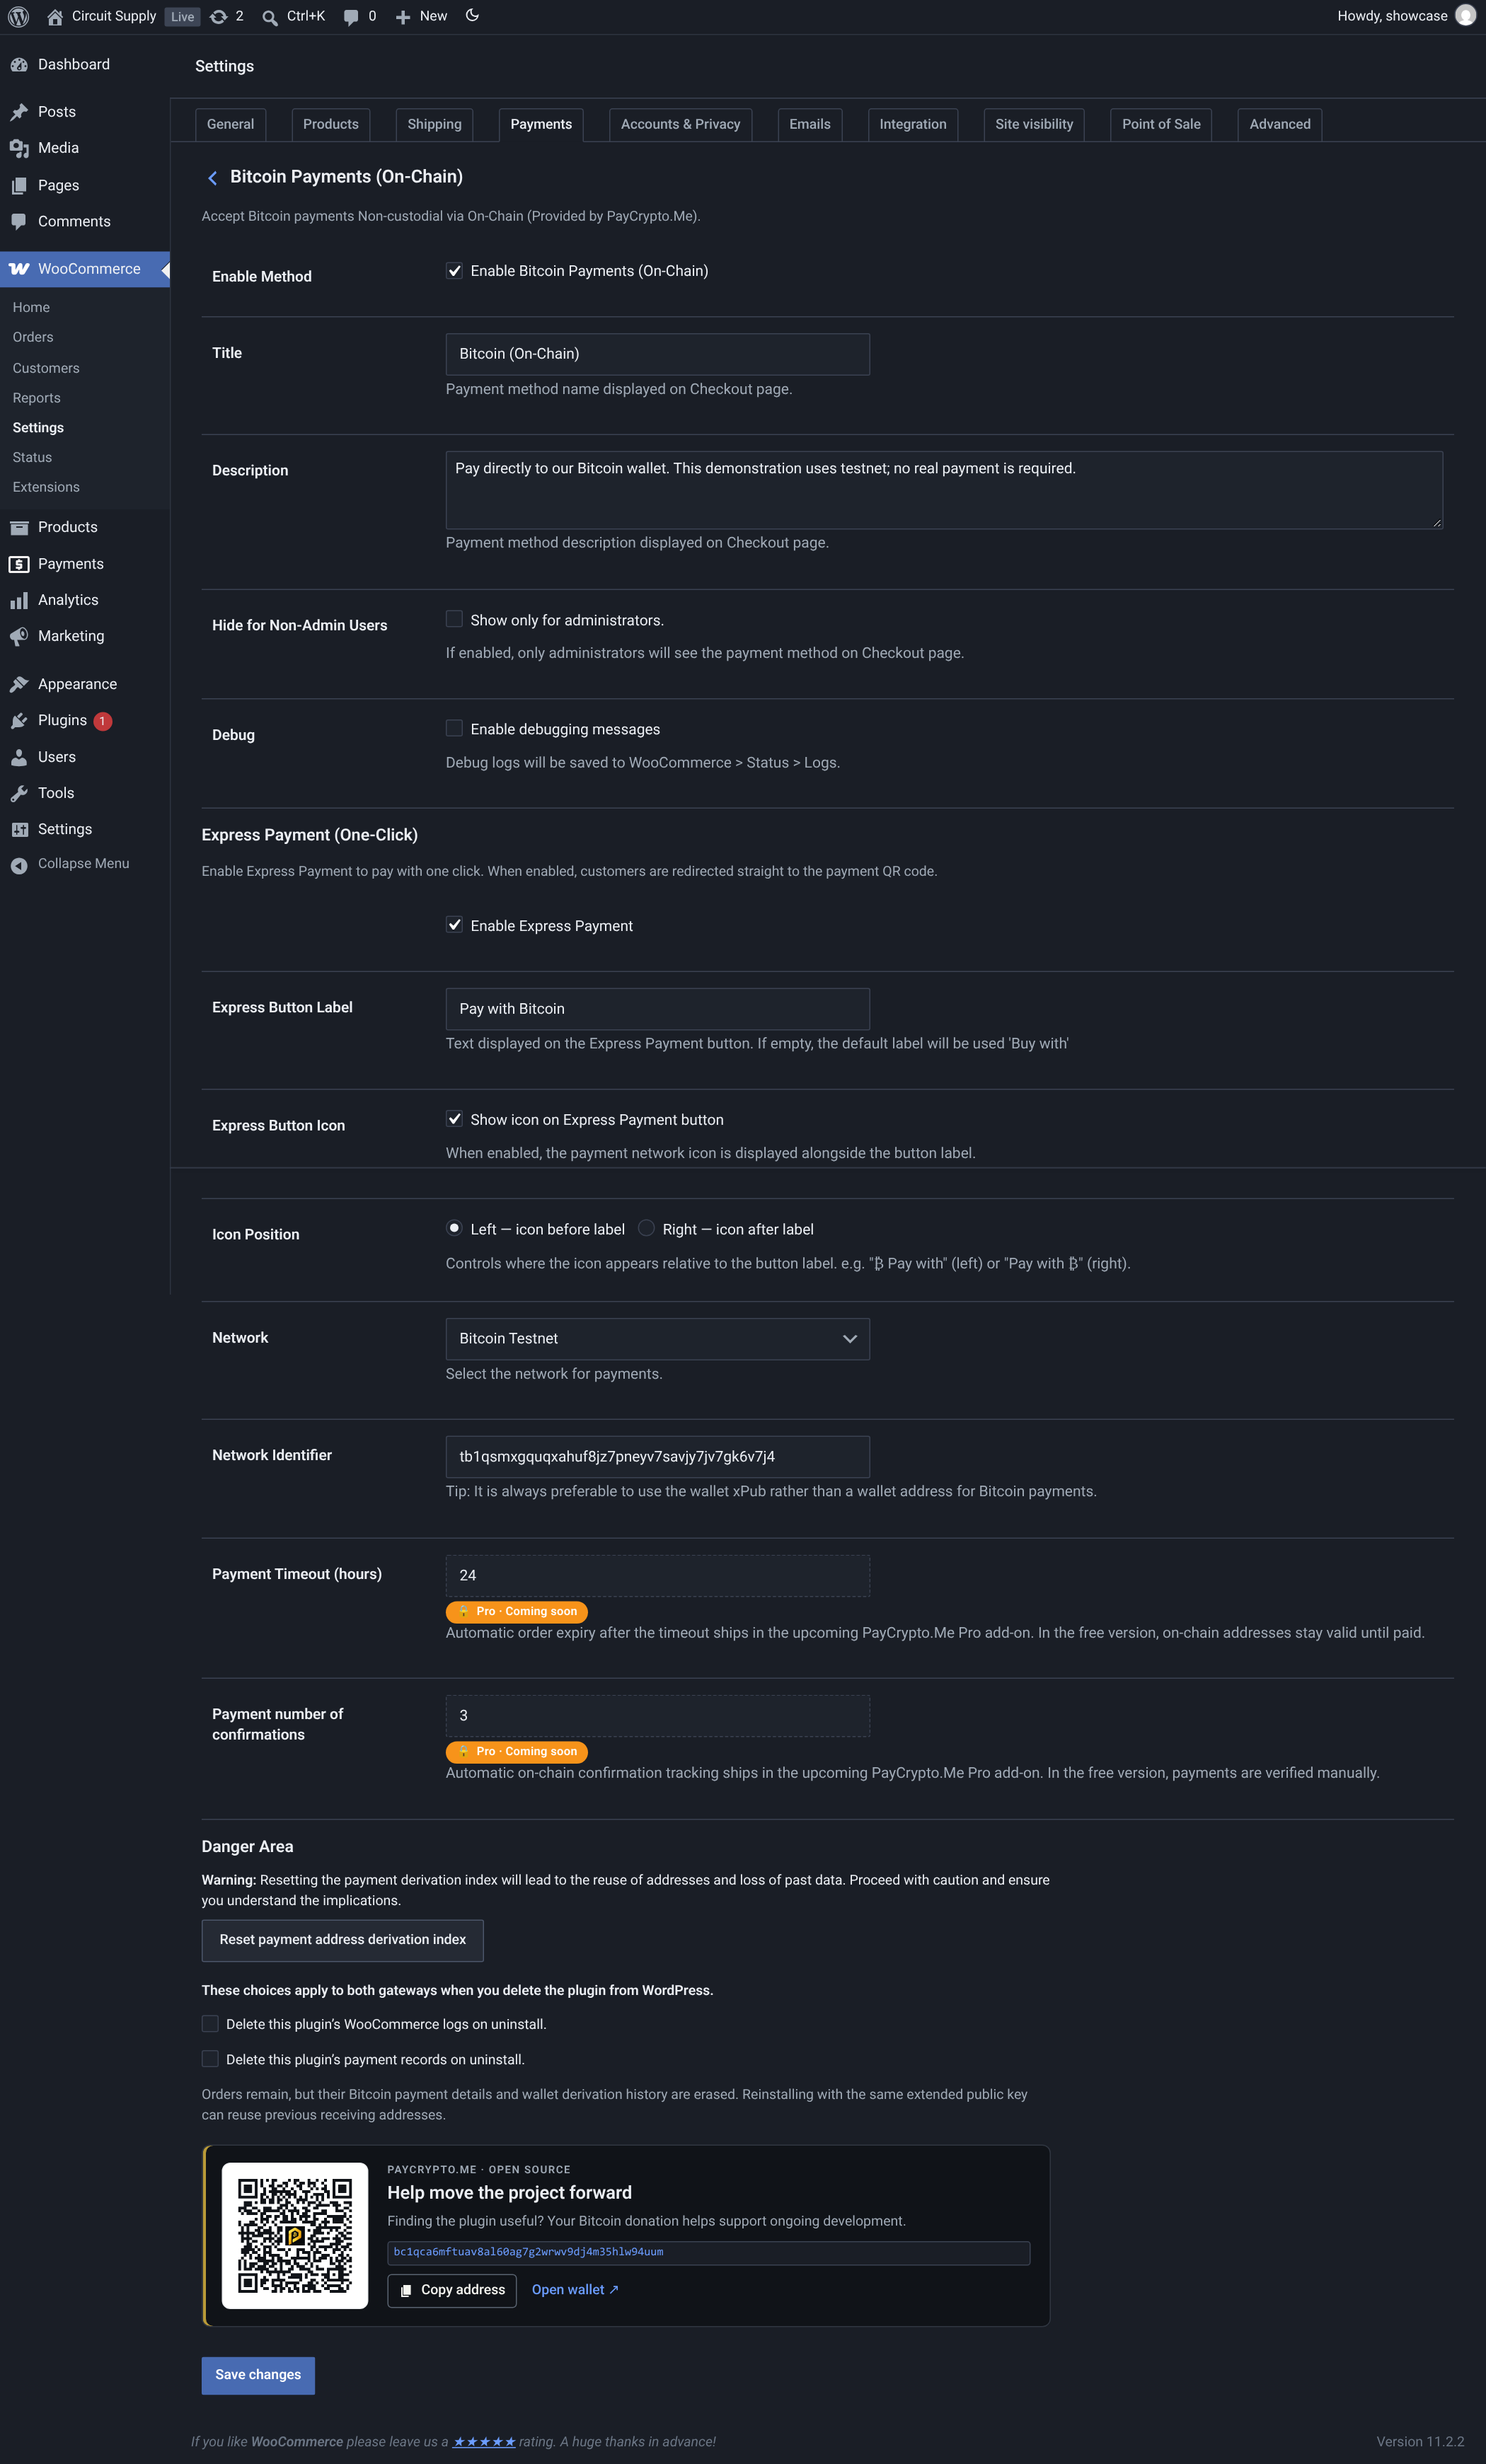 Circuit Supply Live 2 Ctrl+K 0 New
Howdy, showcase
Dashboard
Posts
Media
Pages
Comments
WooCommerce
Home
Orders
Customers
Reports
Settings
Status
Extensions
Products
Payments
Analytics
Marketing
Appearance
Plugins 1
Users
Tools
Settings
Collapse Menu
Settings
General Products Shipping Payments Accounts & Privacy Emails Integration Site visibility Point of Sale Advanced
Bitcoin Payments (On-Chain)
Accept Bitcoin payments Non-custodial via On-Chain (Provided by PayCrypto.Me).
Enable Method
Enable Bitcoin Payments (On-Chain)
Title
Bitcoin (On-Chain)
Payment method name displayed on Checkout page.
Description
Pay directly to our Bitcoin wallet. This demonstration uses testnet; no real payment is required.
Payment method description displayed on Checkout page.
Hide for Non-Admin Users
Show only for administrators.
If enabled, only administrators will see the payment method on Checkout page.
Debug
Enable debugging messages
Debug logs will be saved to WooCommerce > Status > Logs.
Express Payment (One-Click)
Enable Express Payment to pay with one click. When enabled, customers are redirected straight to the payment QR code.
Enable Express Payment
Express Button Label
Pay with Bitcoin
Text displayed on the Express Payment button. If empty, the default label will be used 'Buy with'
Express Button Icon
Show icon on Express Payment button
When enabled, the payment network icon is displayed alongside the button label.
Icon Position
Left — icon before label Right — icon after label
Controls where the icon appears relative to the button label. e.g. "₿ Pay with" (left) or "Pay with ₿" (right).
Network
Bitcoin Testnet
Select the network for payments.
Network Identifier
tb1qsmxgquqxahuf8jz7pneyv7savjy7jv7gk6v7j4
Tip: It is always preferable to use the wallet xPub rather than a wallet address for Bitcoin payments.
Payment Timeout (hours)
24
Pro · Coming soon
Automatic order expiry after the timeout ships in the upcoming PayCrypto.Me Pro add-on. In the free version, on-chain addresses stay valid until paid.
Payment number of
confirmations
3
Pro · Coming soon
Automatic on-chain confirmation tracking ships in the upcoming PayCrypto.Me Pro add-on. In the free version, payments are verified manually.
Danger Area
Warning: Resetting the payment derivation index will lead to the reuse of addresses and loss of past data. Proceed with caution and ensure
you understand the implications.
Reset payment address derivation index
These choices apply to both gateways when you delete the plugin from WordPress.
Delete this plugin’s WooCommerce logs on uninstall.
Delete this plugin’s payment records on uninstall.
Orders remain, but their Bitcoin payment details and wallet derivation history are erased. Reinstalling with the same extended public key
can reuse previous receiving addresses.
PAYCRYPTO.ME · OPEN SOURCE
Help move the project forward
Finding the plugin useful? Your Bitcoin donation helps support ongoing development.
bc1qca6mftuav8al60ag7g2wrwv9dj4m35hlw94uum
Copy address Open wallet ↗
Save changes
If you like WooCommerce please leave us a ★★★★★ rating. A huge thanks in advance!
Version 11.2.2